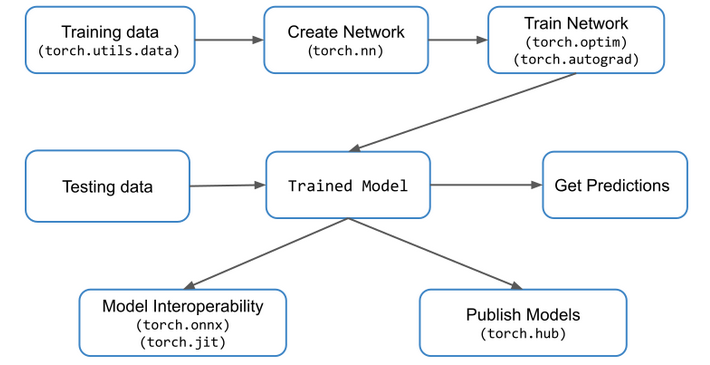 Training data
(torch.utils.data)
Create Network
(torch.nn)
Train Network
(torch.optim)
(torch.autograd)
Testing data
Trained Model
Get Predictions
Model Interoperability
(torch.onnx)
(torch.jit)
Publish Models
(torch.hub)